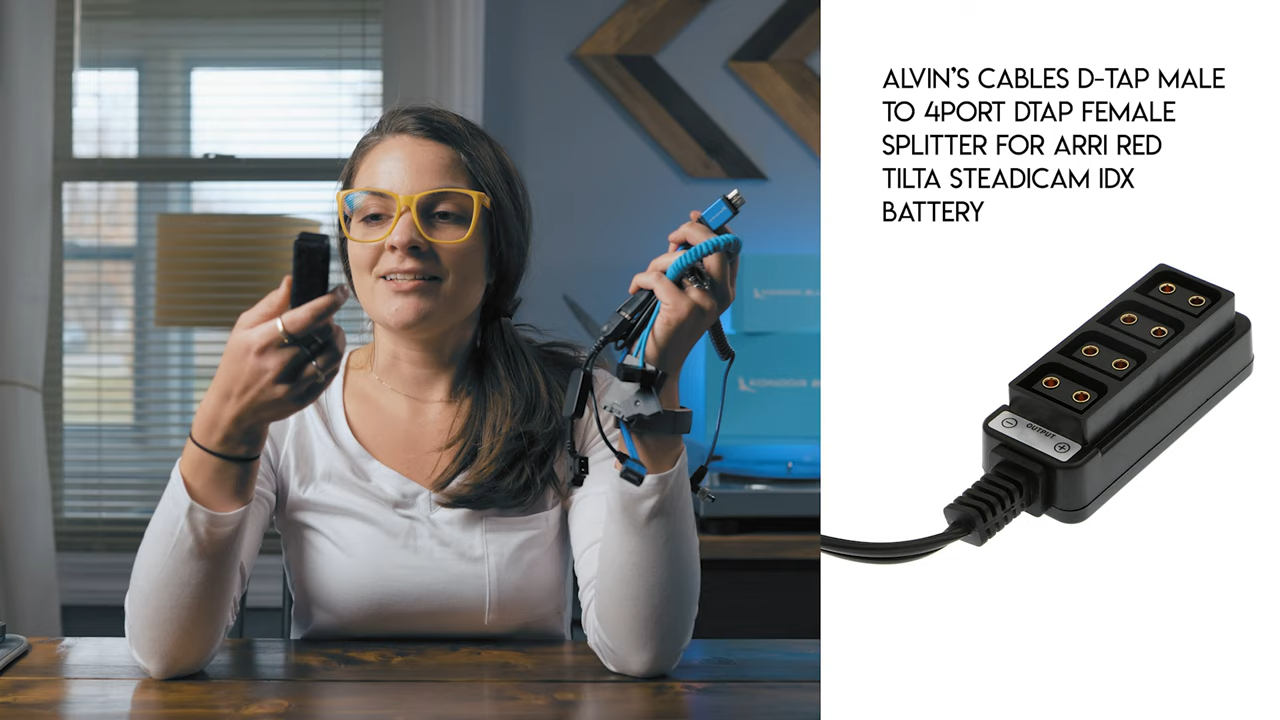 ALVIN'S CABLES D-TAP MALE
TO 4PORT DTAP FEMALE
SPLITTER FOR ARRI RED
TILTA STEADICAM IDX
BATTERY
OUTPUT